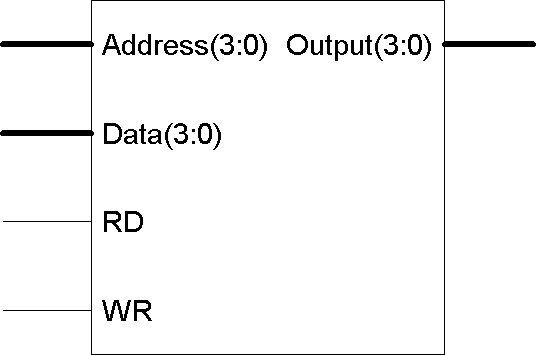 Address(3:0) Output(3:0)
Data(3:0)
RD
WR